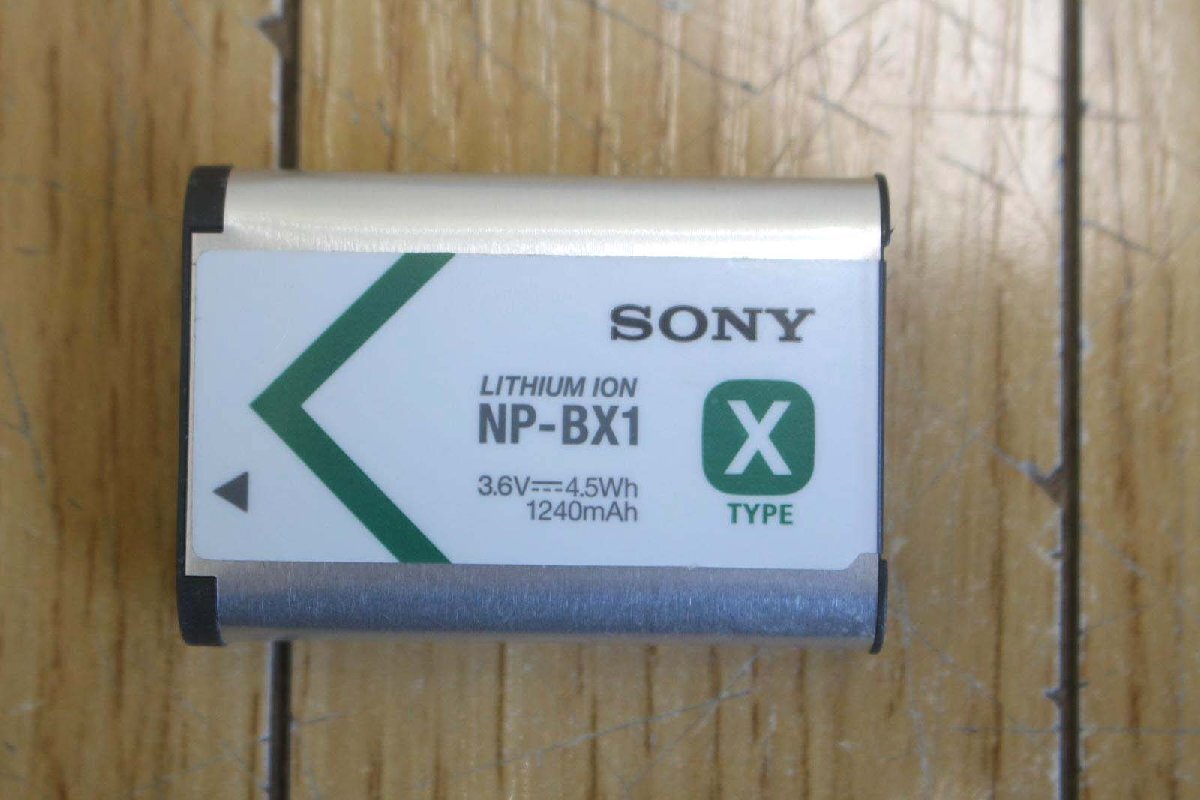 SONY
LITHIUM ION
NP-BX1
3.6V⎓4.5Wh
1240mAh
X
TYPE